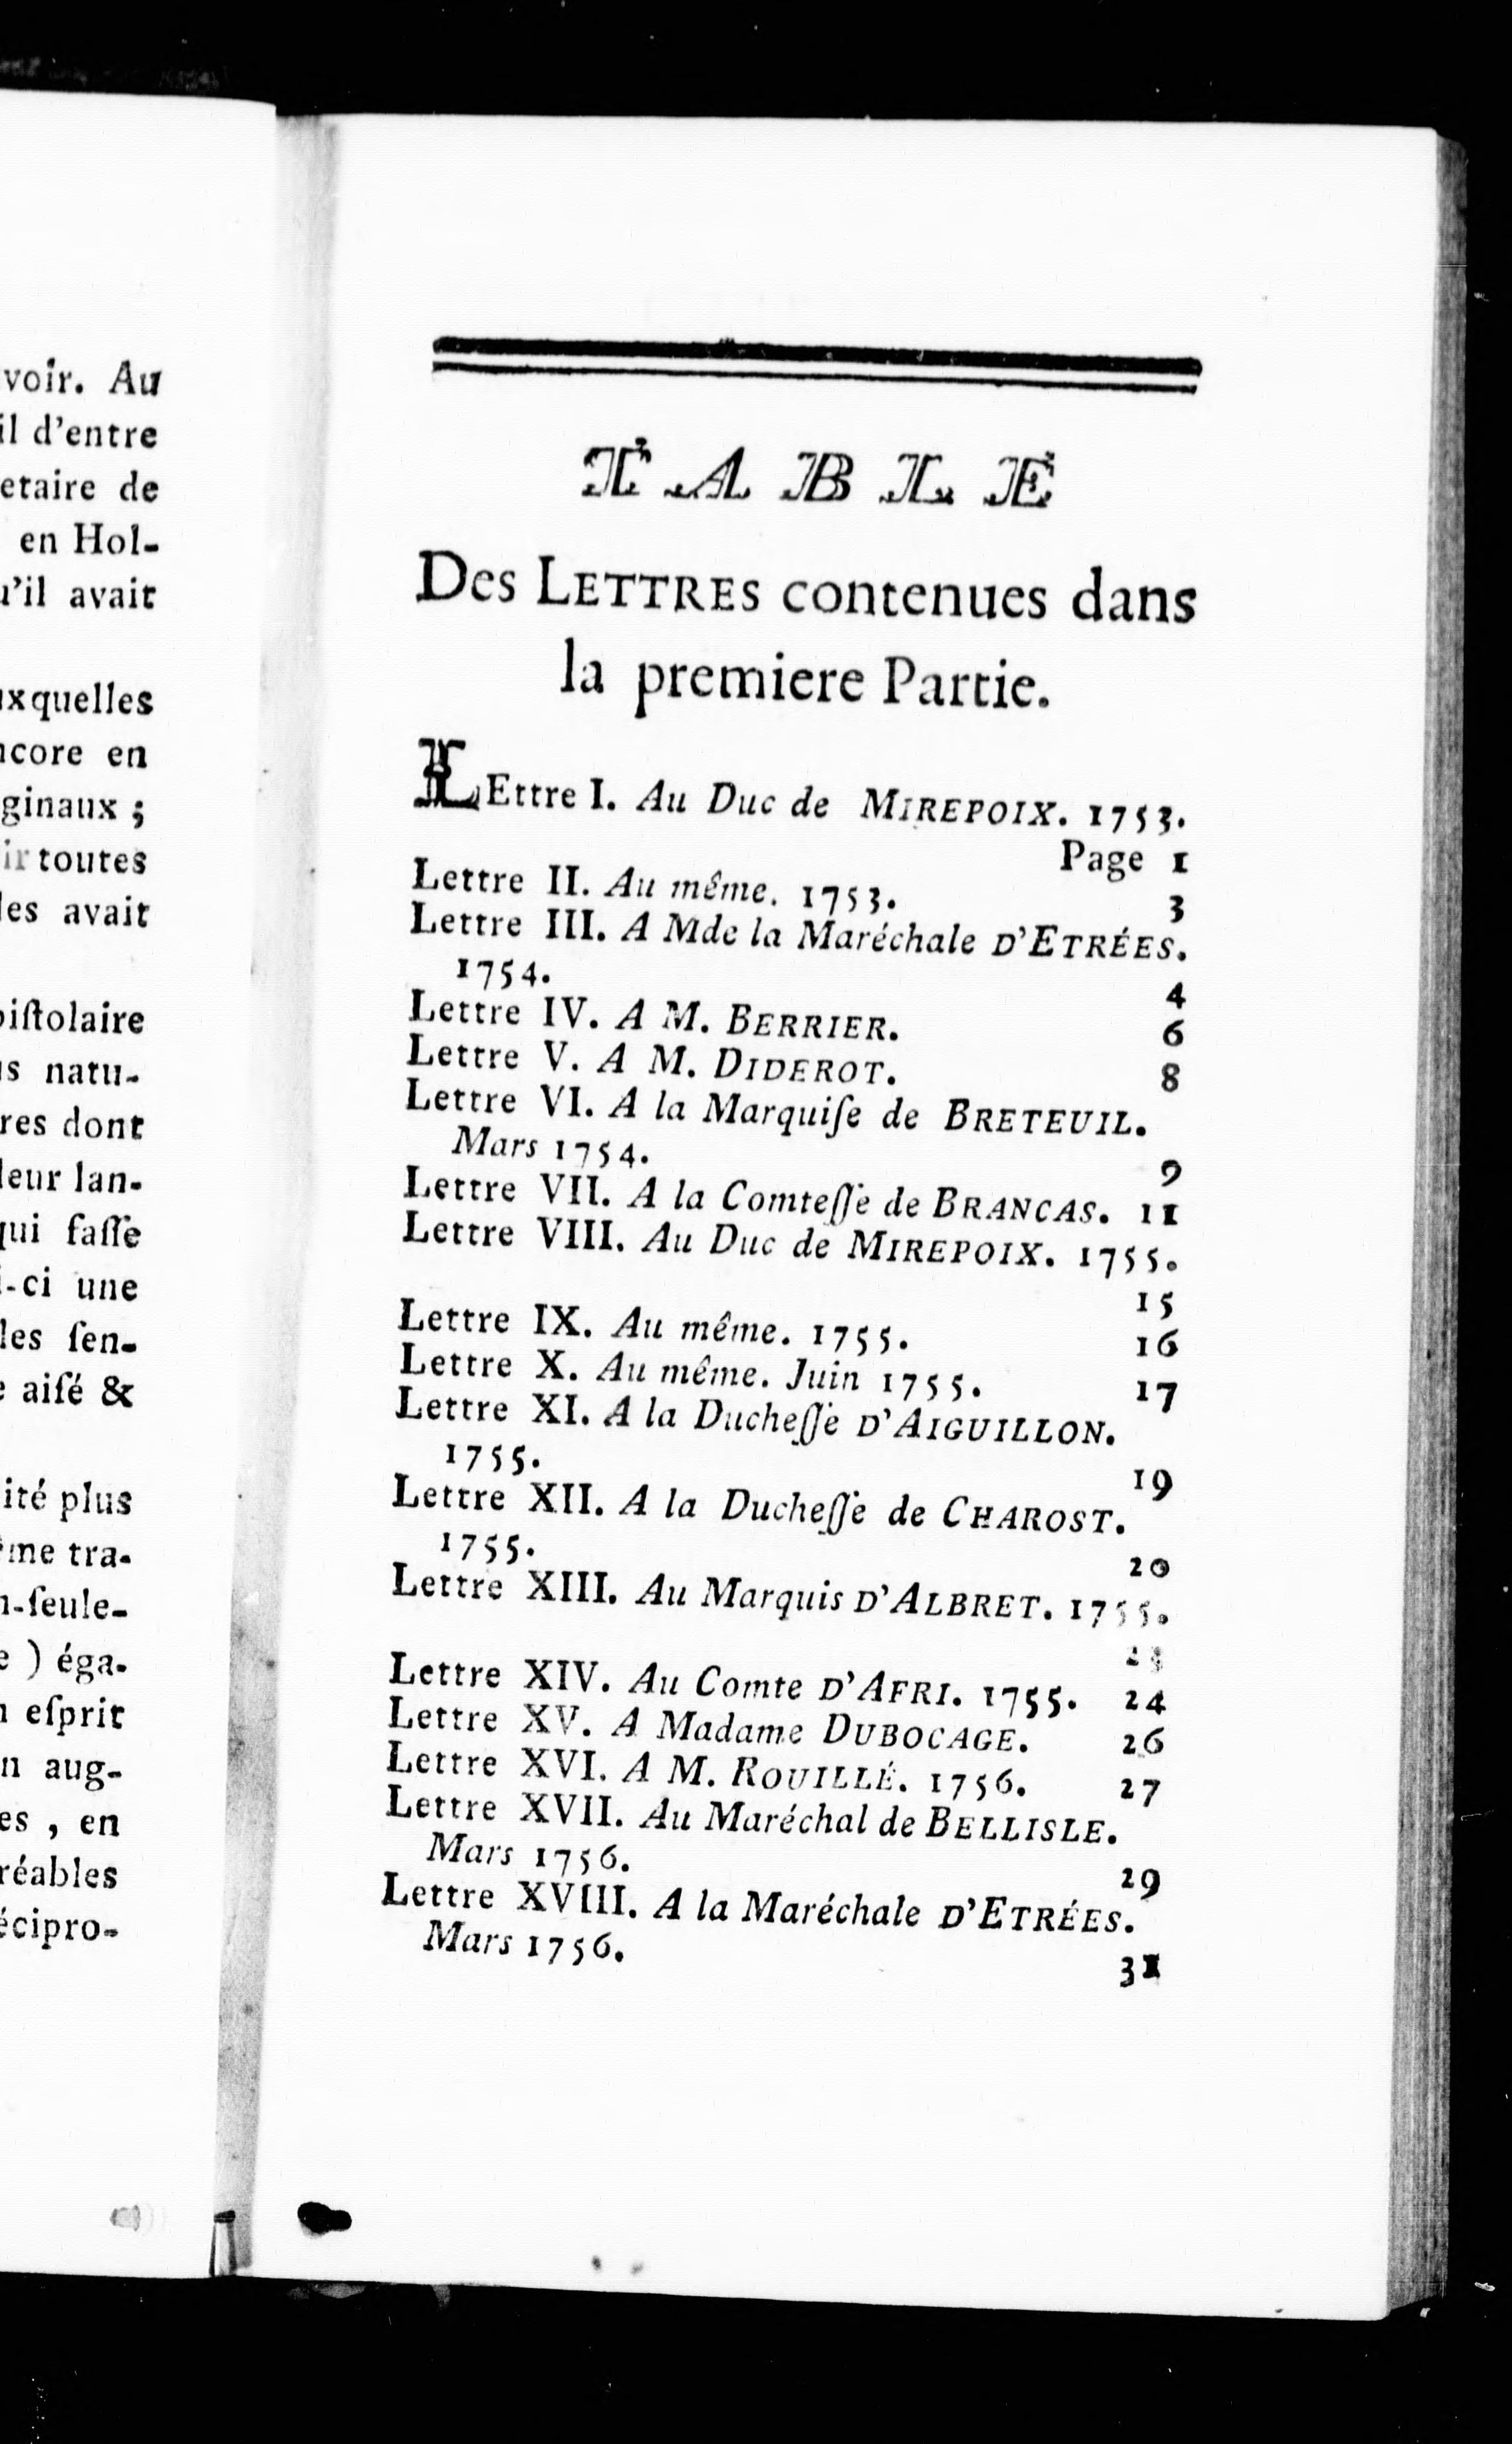 voir. Au
il d'entre
etaire de
en Hol-
u'il avait
uxquelles
ncore en
ginaux ;
ir toutes
les avait
piſtolaire
natu-
res dont
leur lan-
qui faſſe
i-ci une
les ſen-
aiſé &
ité plus
tra-
n-ſeule-
e ) éga-
eſprit
n aug-
es , en
réables
écipro-
TABLE
Des LETTRES contenues dans
la premiere Partie.
LEttre I. Au Duc de MIREPOIX. 1753.
Page 1
Lettre II. Au même. 1753. 3
Lettre III. A Mde la Maréchale D'ETRÉES.
1754. 4
Lettre IV. A M. BERRIER. 6
Lettre V. A M. DIDEROT. 8
Lettre VI. A la Marquiſe de BRETEUIL.
Mars 1754. 9
Lettre VII. A la Comteſſe de BRANCAS. 11
Lettre VIII. Au Duc de MIREPOIX. 1755.
15
Lettre IX. Au même. 1755. 16
Lettre X. Au même. Juin 1755. 17
Lettre XI. A la Ducheſſe D'AIGUILLON.
1755. 19
Lettre XII. A la Ducheſſe de CHAROST.
1755. 20
Lettre XIII. Au Marquis D'ALBRET. 1755.
23
Lettre XIV. Au Comte D'AFRI. 1755. 24
Lettre XV. A Madame DUBOCAGE. 26
Lettre XVI. A M. ROUILLÉ. 1756. 27
Lettre XVII. Au Maréchal de BELLISLE.
Mars 1756. 29
Lettre XVIII. A la Maréchale D'ETRÉES.
Mars 1756. 31